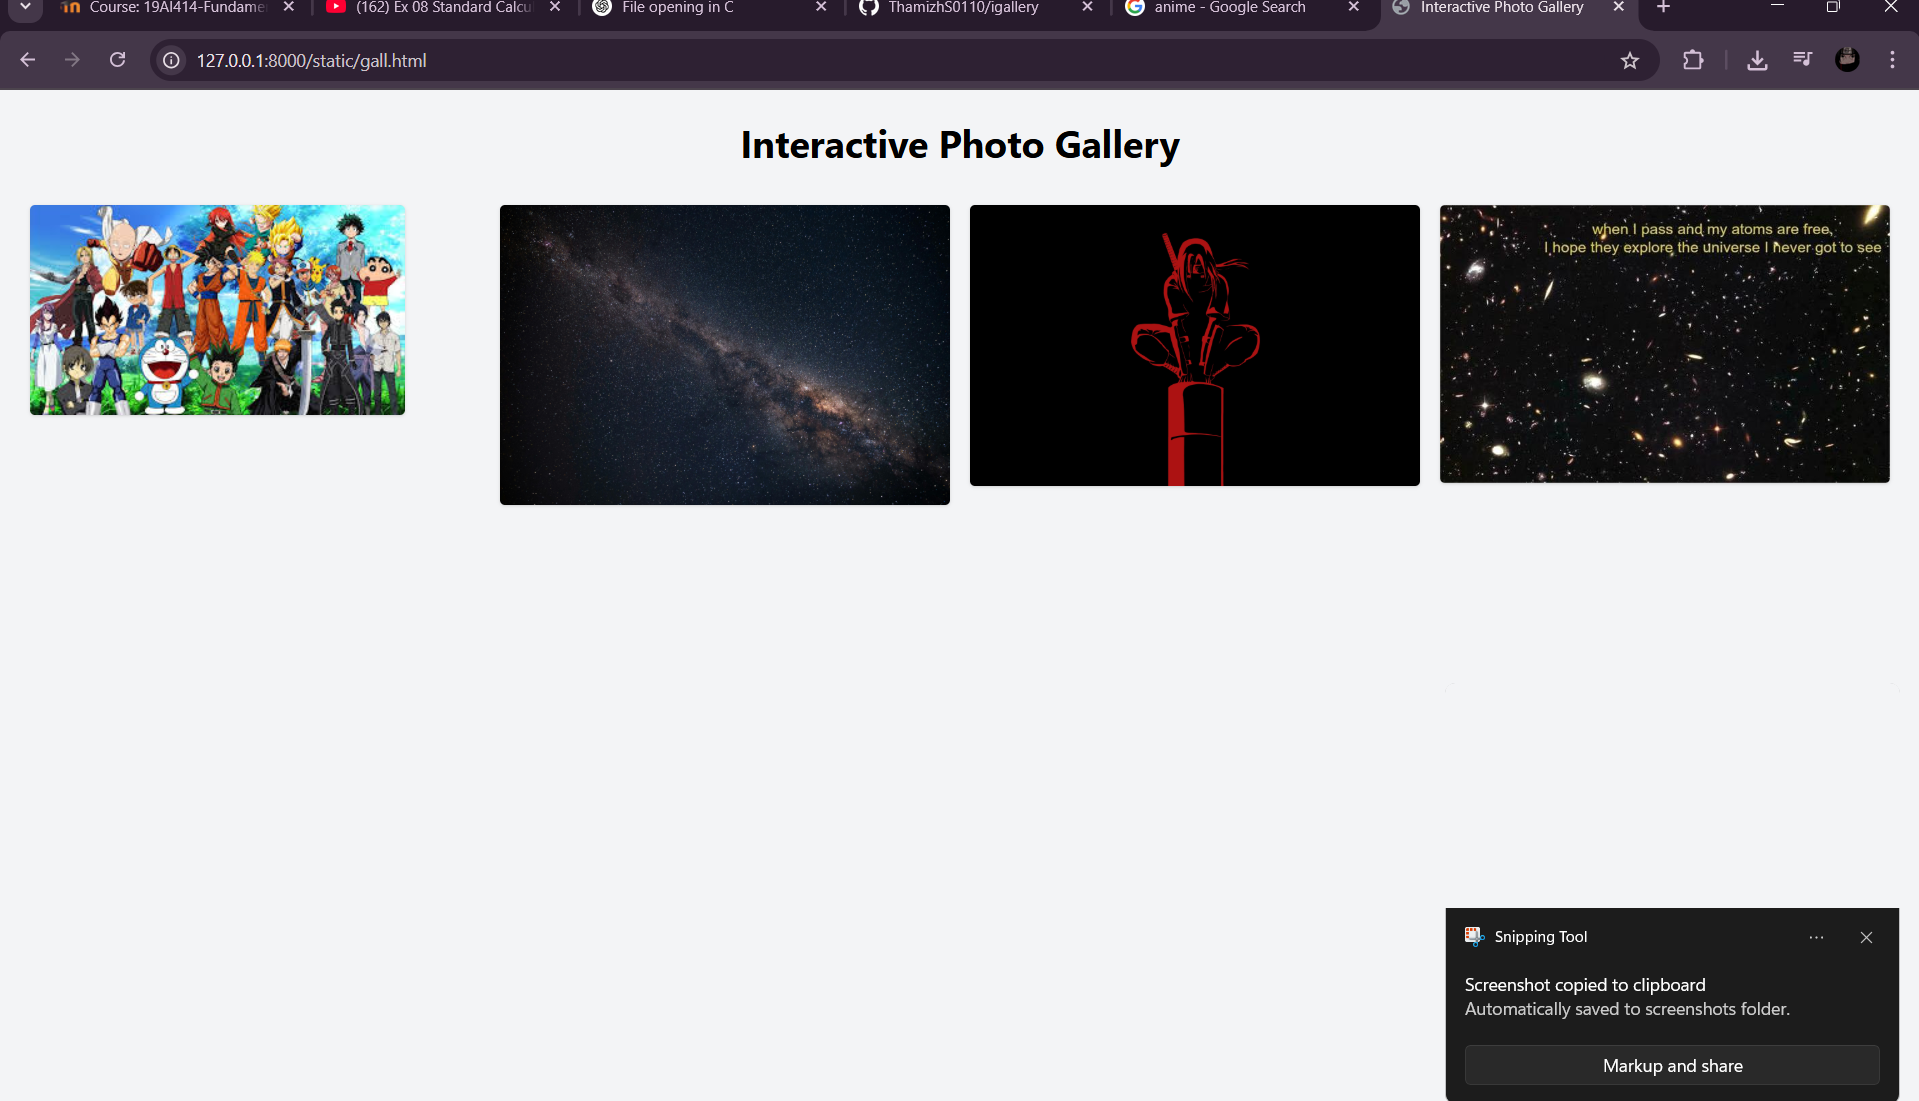 Course: 19AI414-Fundame
(162) Ex 08 Standard Calcu
File opening in C
ThamizhS0110/igallery
anime - Google Search
Interactive Photo Gallery
127.0.0.1:8000/static/gall.html
Interactive Photo Gallery
when I pass and my atoms are free,
I hope they explore the universe I never got to see
Snipping Tool
Screenshot copied to clipboard
Automatically saved to screenshots folder.
Markup and share